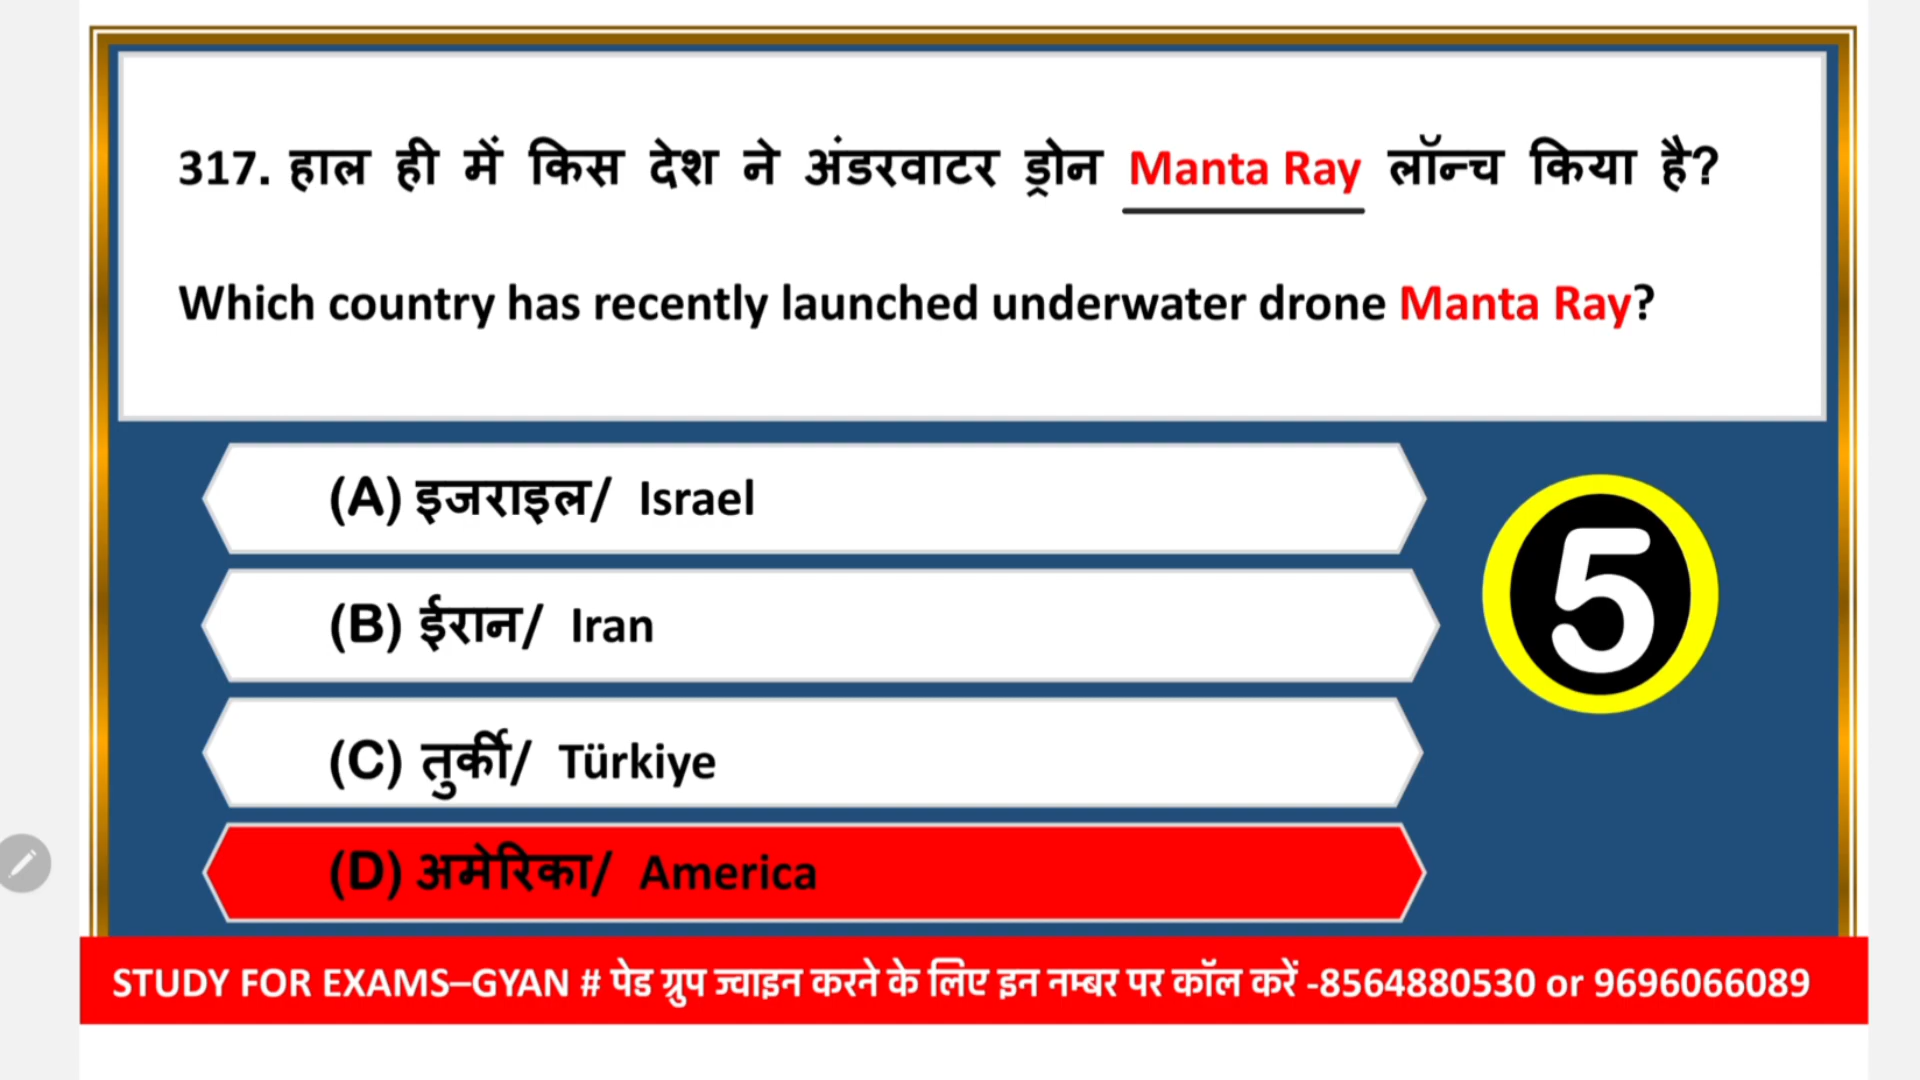 317. हाल ही में किस देश ने अंडरवाटर ड्रोन Manta Ray लॉन्च किया है?
Which country has recently launched underwater drone Manta Ray?
(A) इजराइल/ Israel
(B) ईरान/ Iran
5
(C) तुर्की/ Türkiye
(D) अमेरिका/ America
STUDY FOR EXAMS–GYAN # पेड ग्रुप ज्वाइन करने के लिए इन नम्बर पर कॉल करें -8564880530 or 9696066089